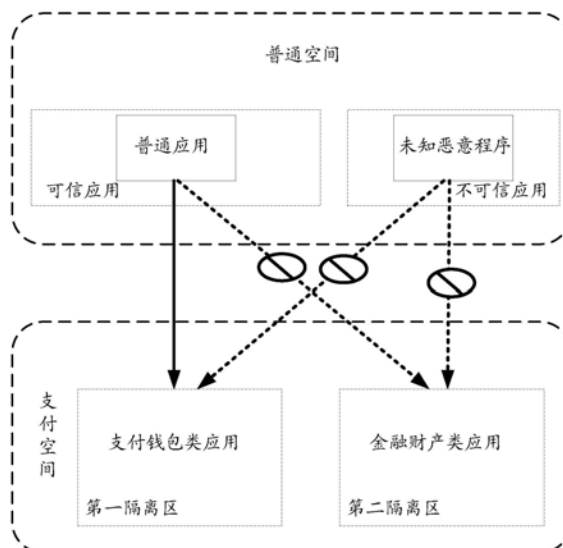 普通空间
普通应用
未知恶意程序
可信应用
不可信应用
支付空间
支付钱包类应用
金融财产类应用
第一隔离区
第二隔离区